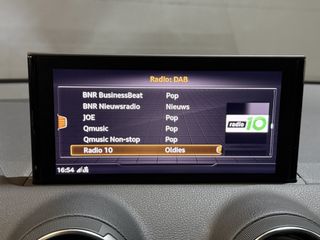 Radio: DAB
BNR BusinessBeat Pop
BNR Nieuwsradio Nieuws
JOE Pop
Qmusic Pop
Qmusic Non-stop Pop
Radio 10 Oldies
radio 10
16:54